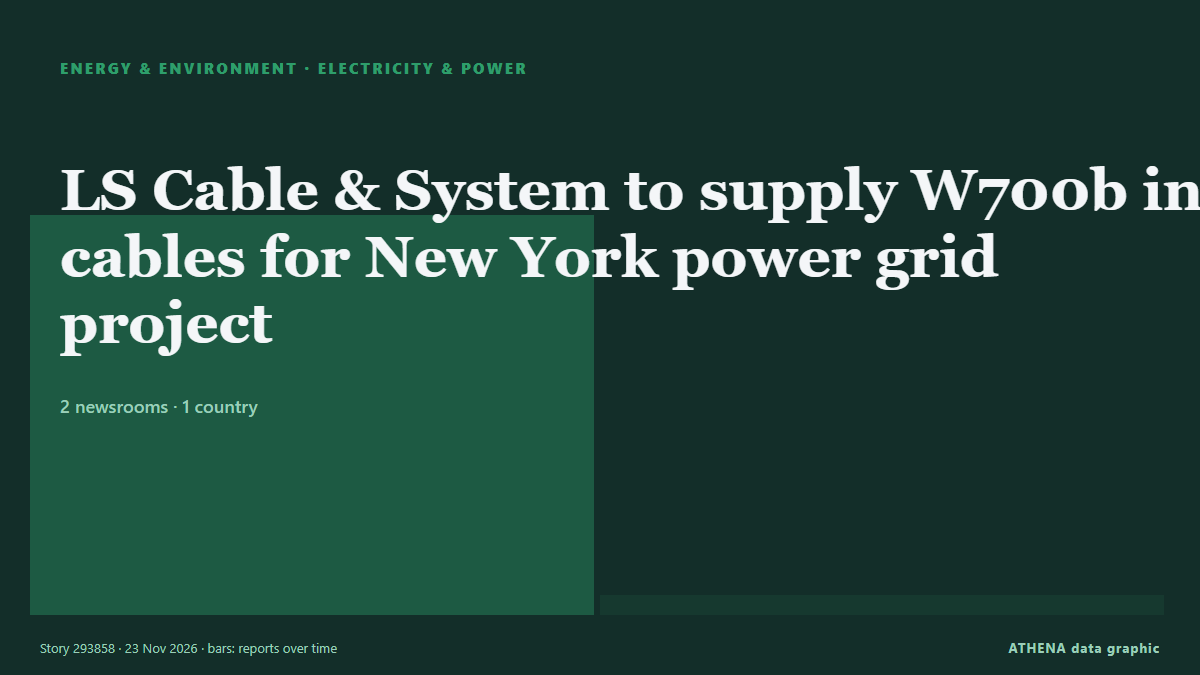 ENERGY & ENVIRONMENT · ELECTRICITY & POWER
LS Cable & System to supply W700b in
cables for New York power grid
project
2 newsrooms · 1 country
Story 293858 · 23 Nov 2026 · bars: reports over time
ATHENA data graphic